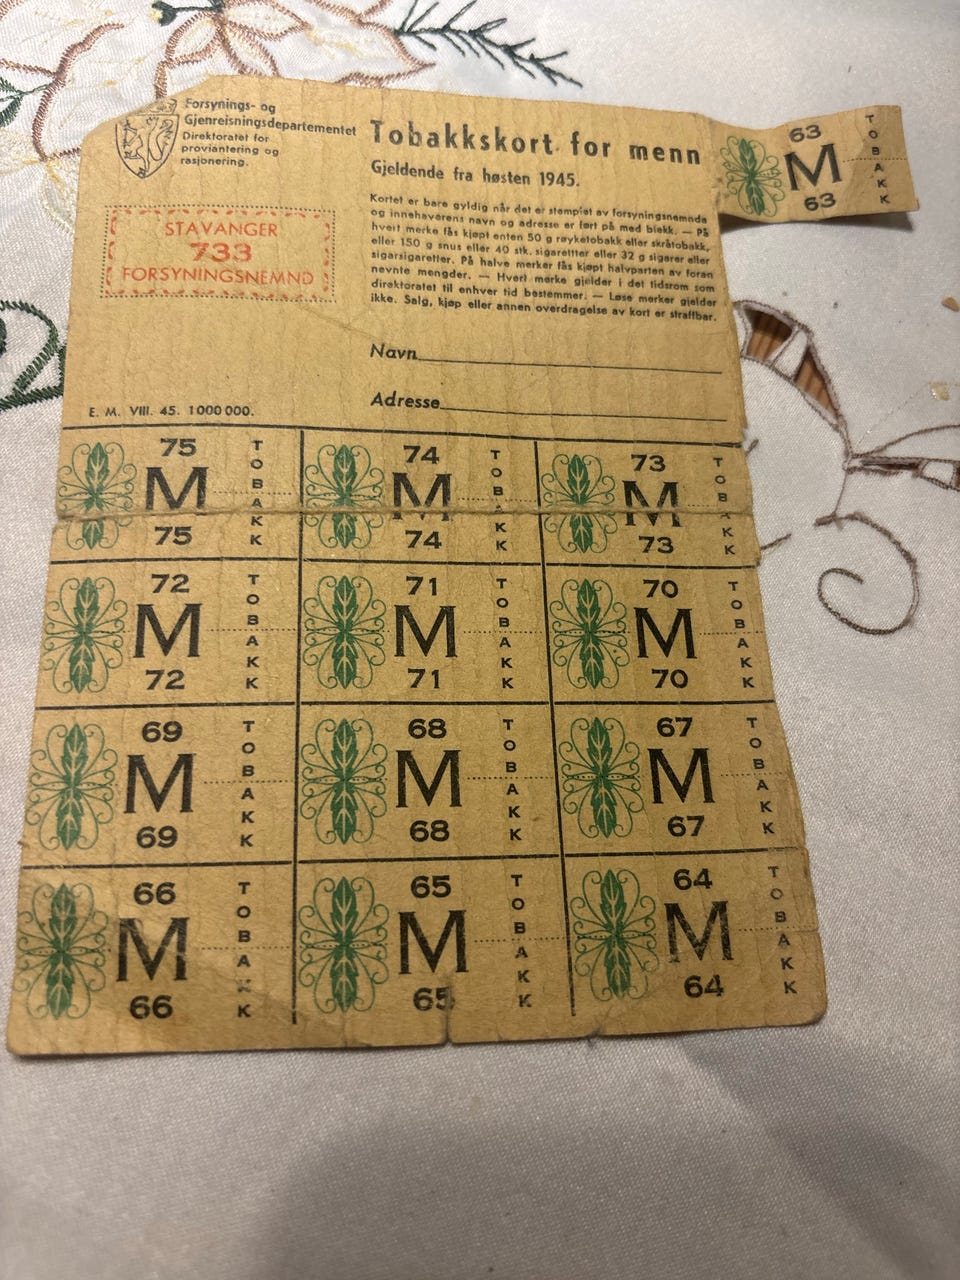 Forsynings- og
Gjenreisningsdepartementet
Direktoratet for
proviantering og
rasjonering.
STAVANGER
733
FORSYNINGSNEMND
E. M. VIII. 45. 1 000 000.
Tobakkskort for menn
Gjeldende fra høsten 1945.
Kortet er bare gyldig når det er stemplet av forsyningsnemnda
og innehaverens navn og adresse er ført på med blekk. — På
hvert merke fås kjøpt enten 50 g røyketobakk eller skråtobakk,
eller 150 g snus eller 40 stk. sigaretter eller 32 g sigarer eller
sigarsigaretter. På halve merker fås kjøpt halvparten av foran
nevnte mengder. — Hvert merke gjelder i det tidsrom som
direktoratet til enhver tid bestemmer. — Løse merker gjelder
ikke. Salg, kjøp eller annen overdragelse av kort er straffbar.
Navn
Adresse
63
M
63
TOBAKK
75
M
75
TOBAKK
74
M
74
TOBAKK
73
M
73
TOBAKK
72
M
72
TOBAKK
71
M
71
TOBAKK
70
M
70
TOBAKK
69
M
69
TOBAKK
68
M
68
TOBAKK
67
M
67
TOBAKK
66
M
66
TOBAKK
65
M
65
TOBAKK
64
M
64
TOBAKK